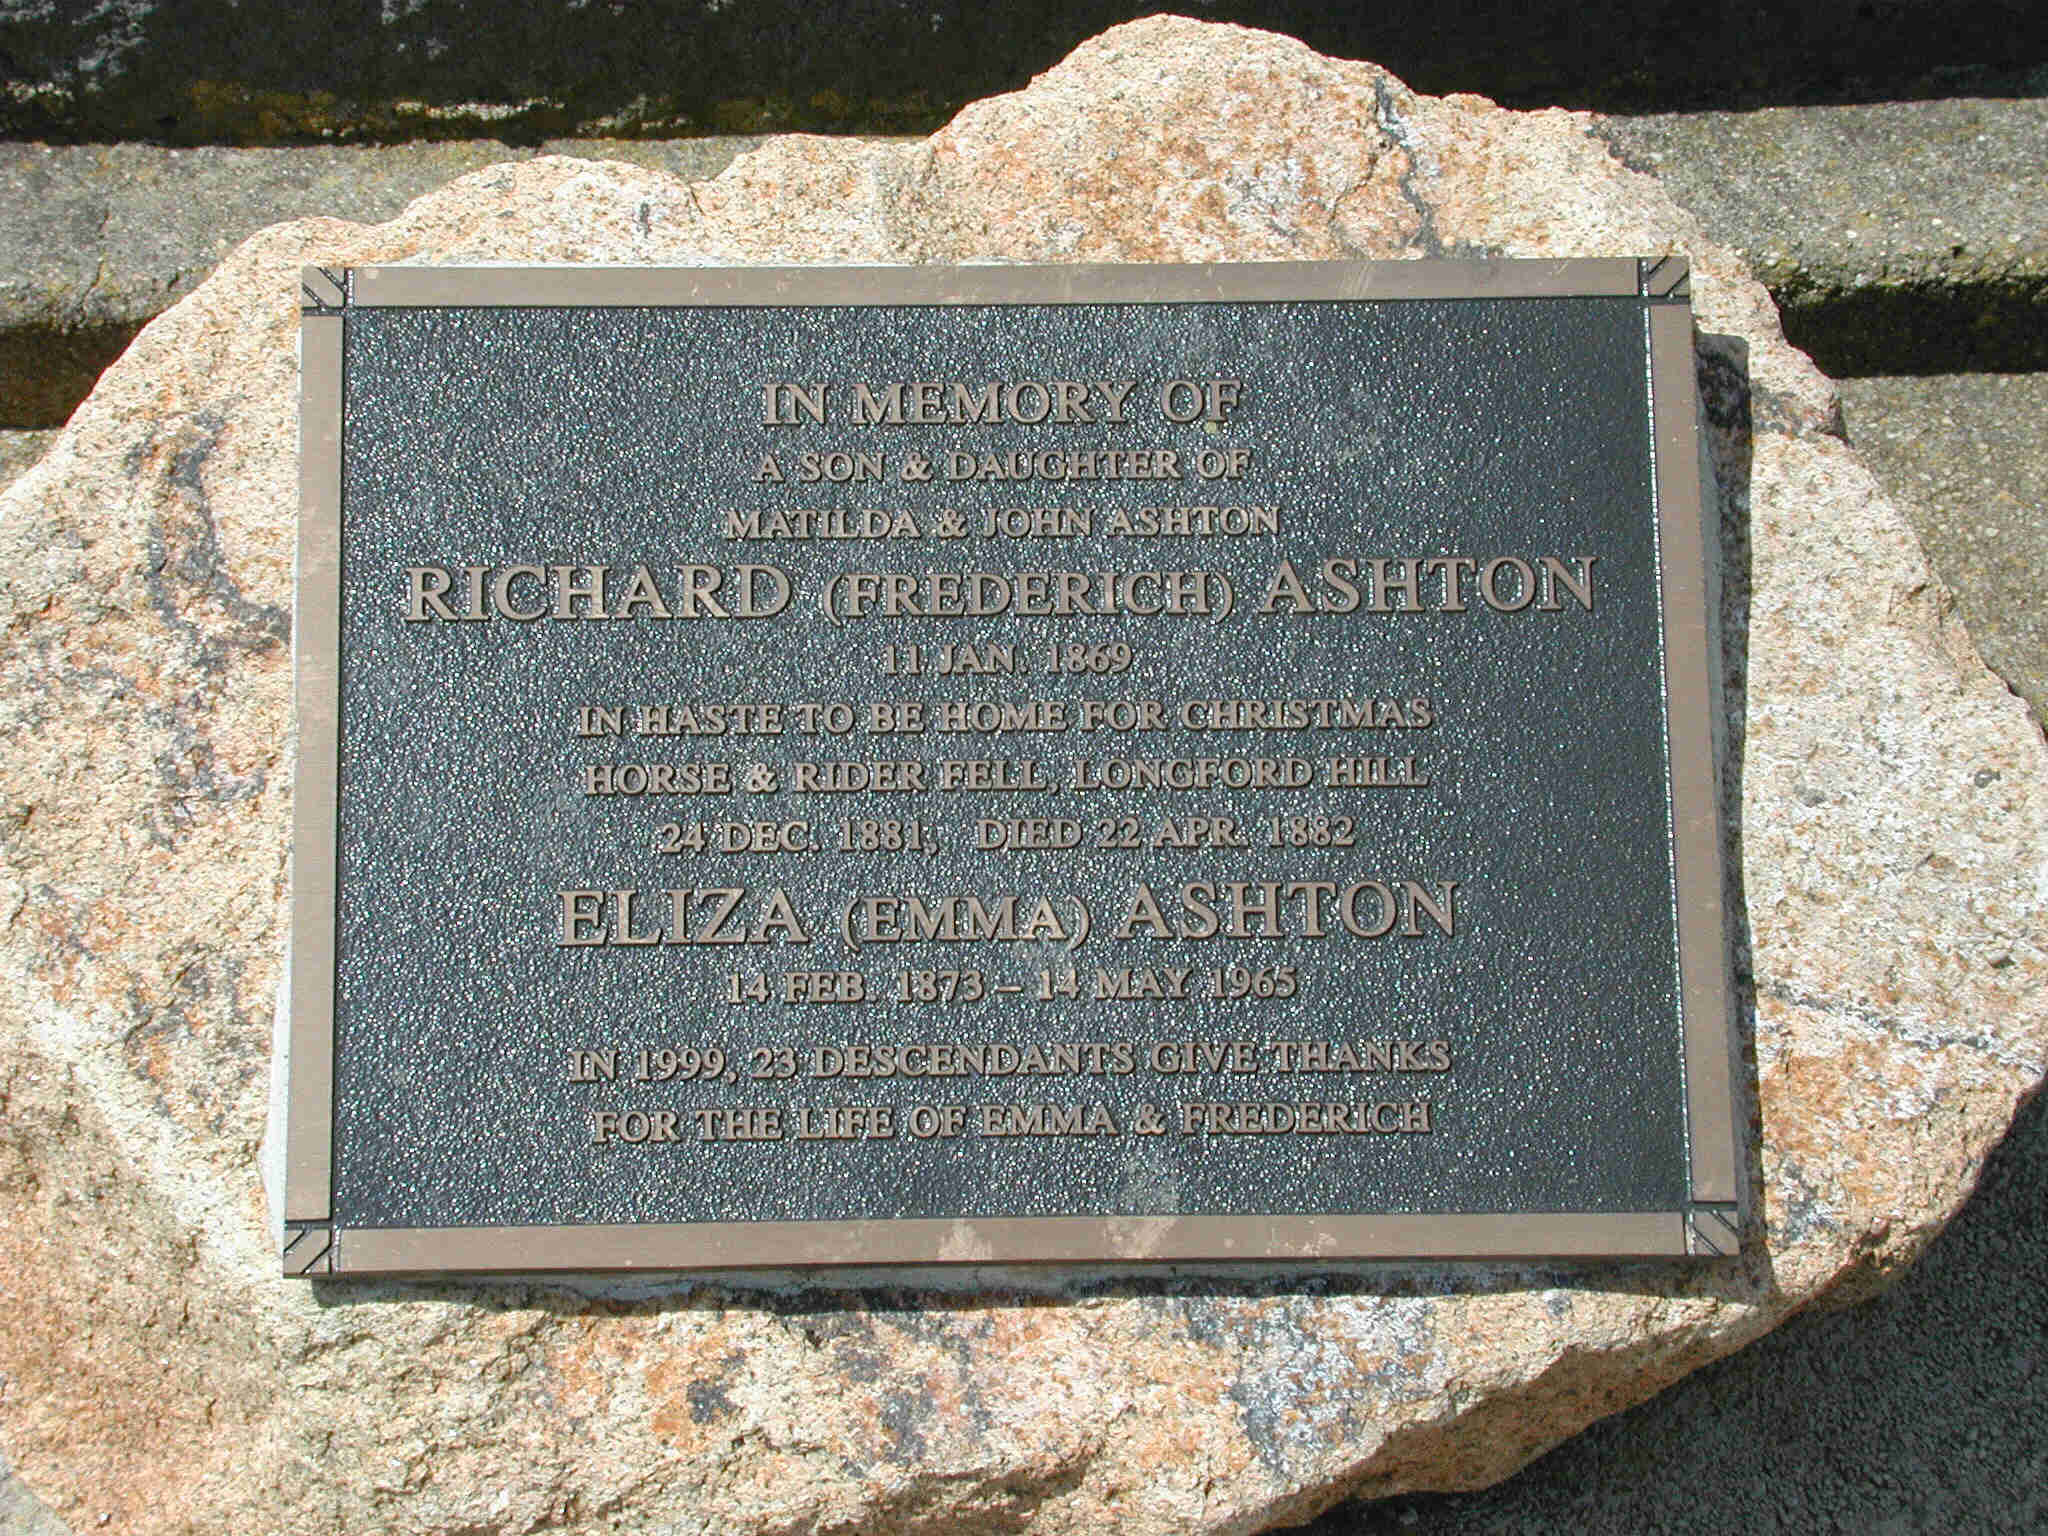 IN MEMORY OF
A SON & DAUGHTER OF
MATILDA & JOHN ASHTON
RICHARD (FREDERICH) ASHTON
11 JAN. 1869
IN HASTE TO BE HOME FOR CHRISTMAS
HORSE & RIDER FELL, LONGFORD HILL
24 DEC. 1881, DIED 22 APR. 1882
ELIZA (EMMA) ASHTON
14 FEB. 1873 – 14 MAY 1965
IN 1999, 23 DESCENDANTS GIVE THANKS
FOR THE LIFE OF EMMA & FREDERICH